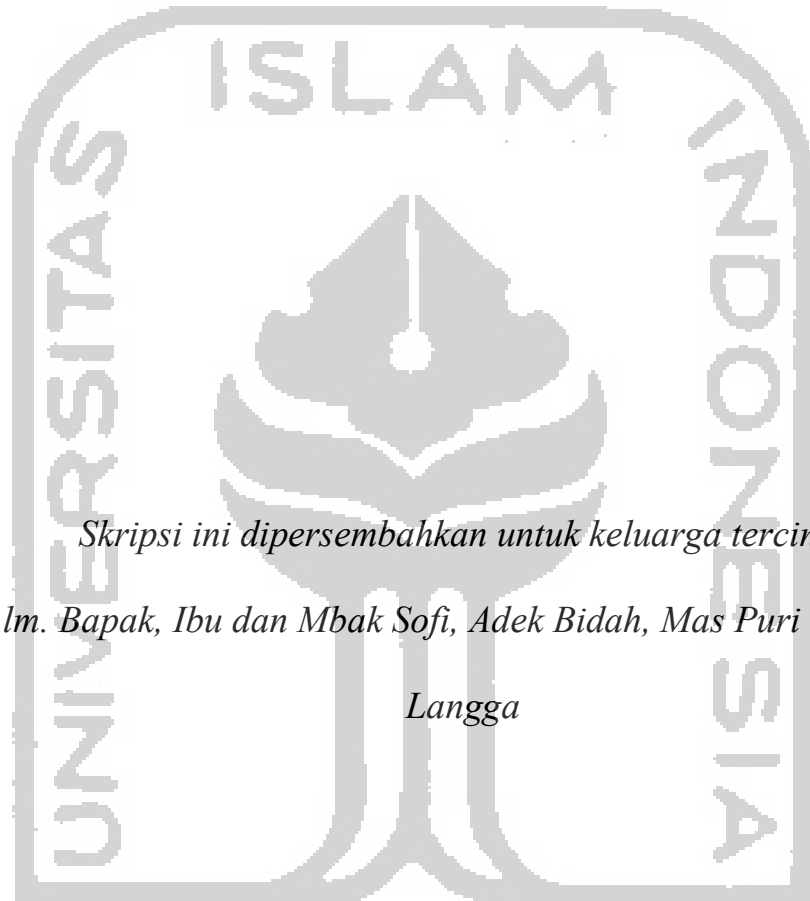 ISLAM
UNIVERSITAS
INDONESIA
Skripsi ini dipersembahkan untuk keluarga tercin
lm. Bapak, Ibu dan Mbak Sofi, Adek Bidah, Mas Puri
Langga